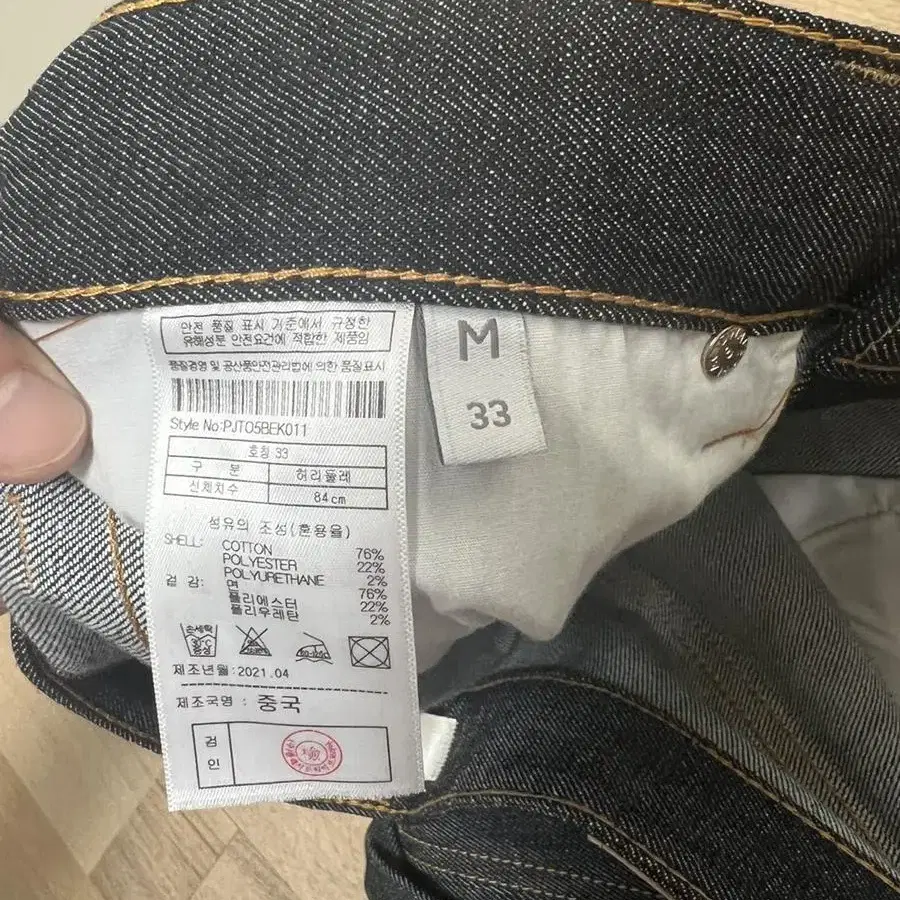 안전 품질 표시 기준에서 규정한
유해성분 안전요건에 적합한 제품임
품질경영 및 공산품안전관리법에 의한 품질표시
Style No:PJT05BEK011
호칭 33
구 분 허리둘레
신체치수 84cm
섬유의 조성(혼용율)
SHELL: COTTON 76%
POLYESTER 22%
POLYURETHANE 2%
겉 감: 면 76%
폴리에스터 22%
폴리우레탄 2%
손세탁
30℃
중성
제조년월:2021.04
제조국명 : 중국
검
인
M
33